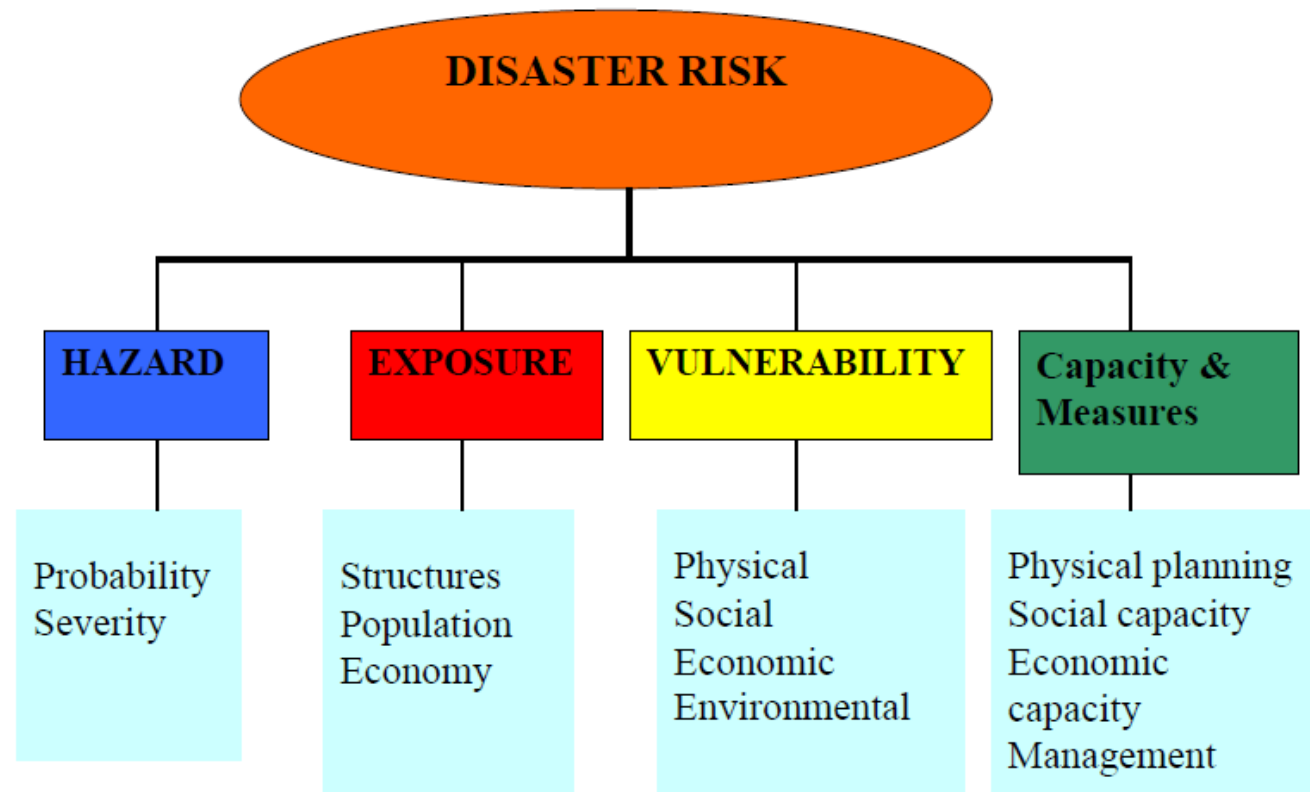 DISASTER RISK
HAZARD
EXPOSURE
VULNERABILITY
Capacity &
Measures
Probability
Severity
Structures
Population
Economy
Physical
Social
Economic
Environmental
Physical planning
Social capacity
Economic
capacity
Management